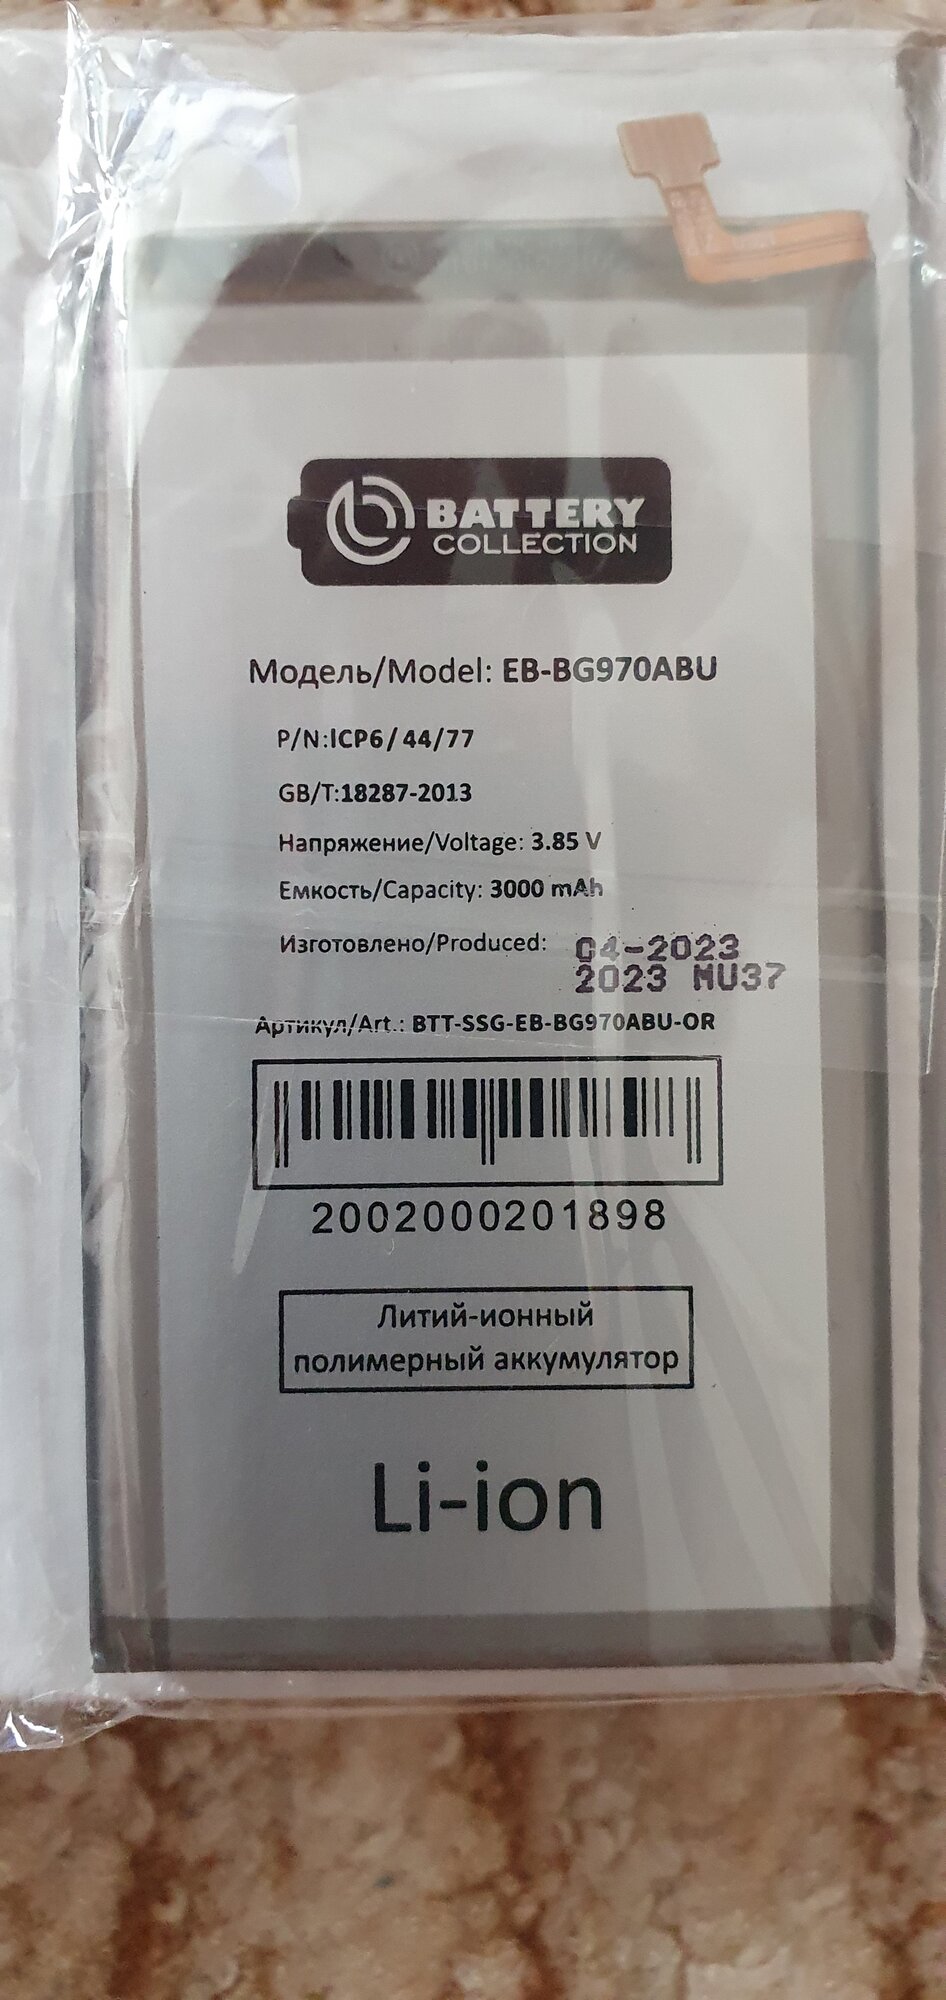 BATTERY
COLLECTION
Модель/Model: EB-BG970ABU
P/N:ICP6/44/77
GB/T:18287-2013
Напряжение/Voltage: 3.85 V
Емкость/Capacity: 3000 mAh
Изготовлено/Produced: 04-2023
2023 MU37
Артикул/Art.: BTT-SSG-EB-BG970ABU-OR
2002000201898
Литий-ионный
полимерный аккумулятор
Li-ion